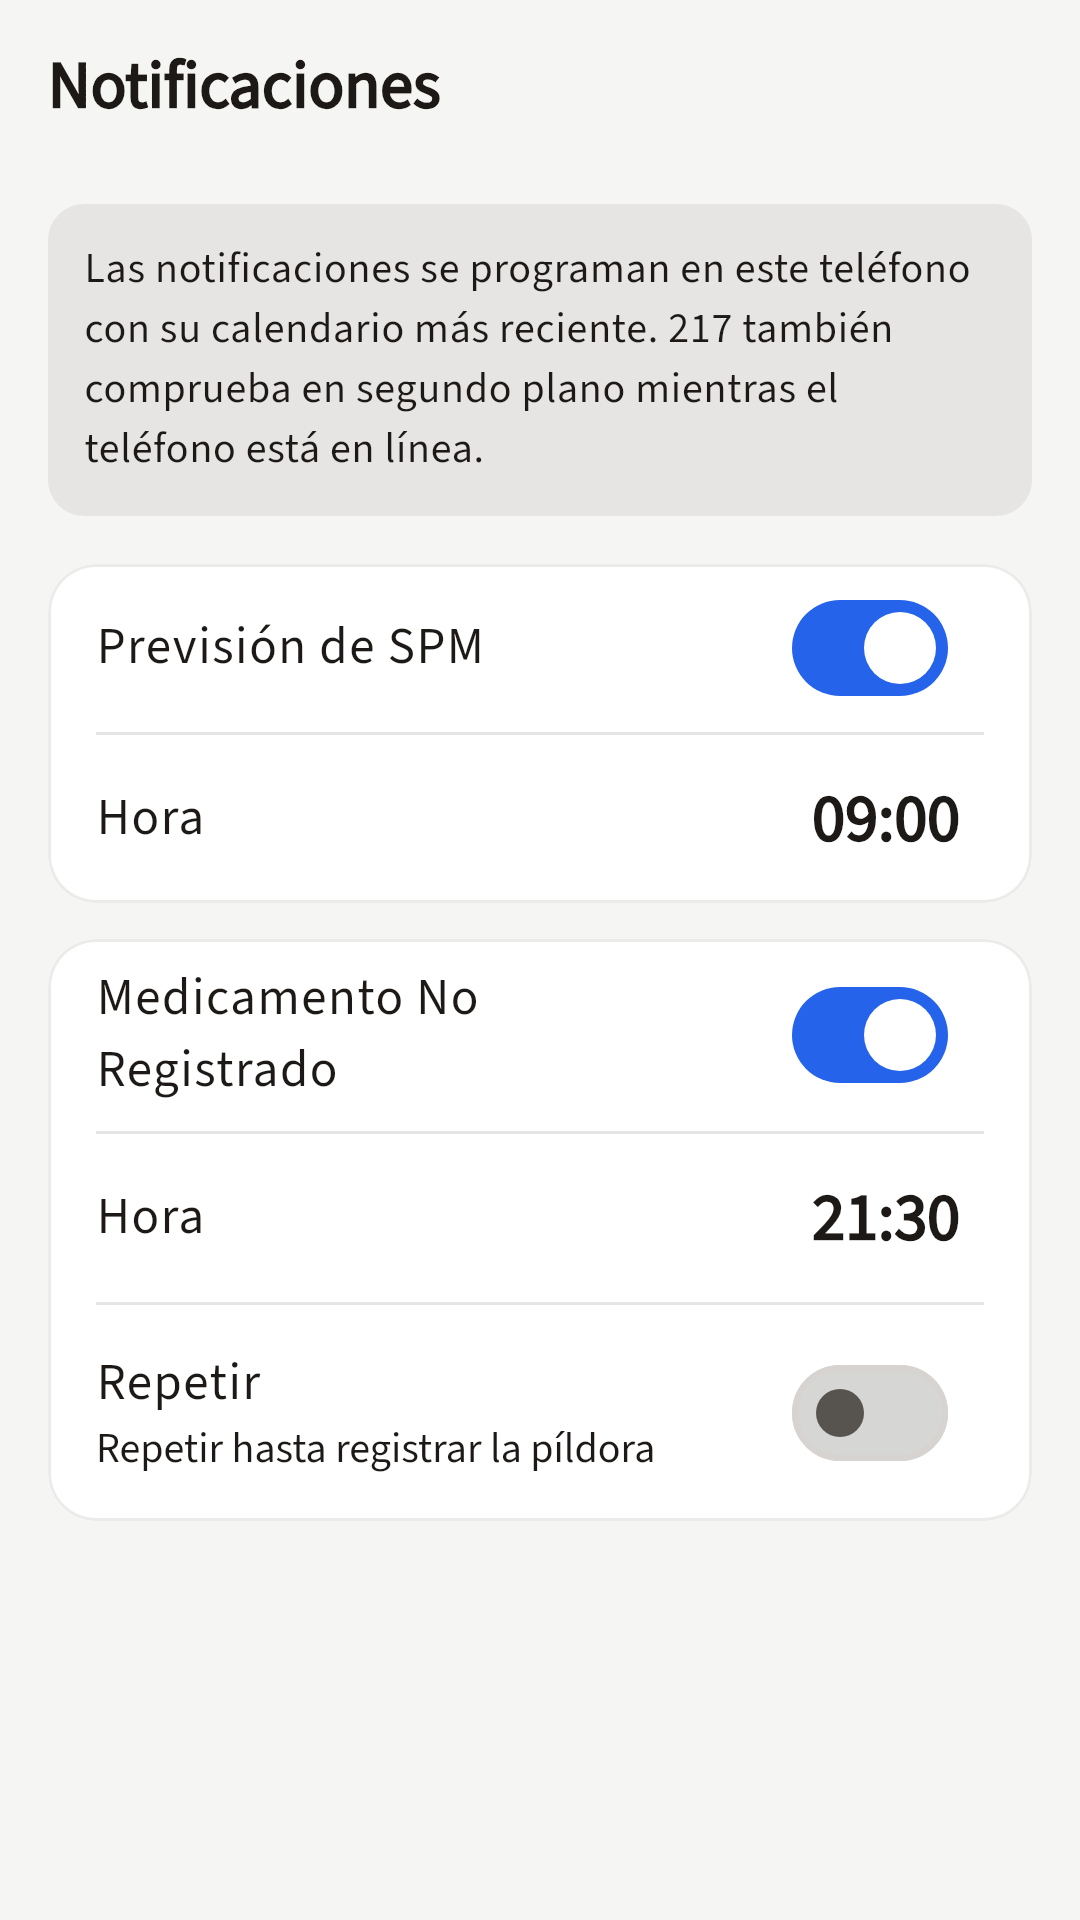 Notificaciones
Las notificaciones se programan en este teléfono
con su calendario más reciente. 217 también
comprueba en segundo plano mientras el
teléfono está en línea.
Previsión de SPM
Hora
09:00
Medicamento No
Registrado
Hora
21:30
Repetir
Repetir hasta registrar la píldora